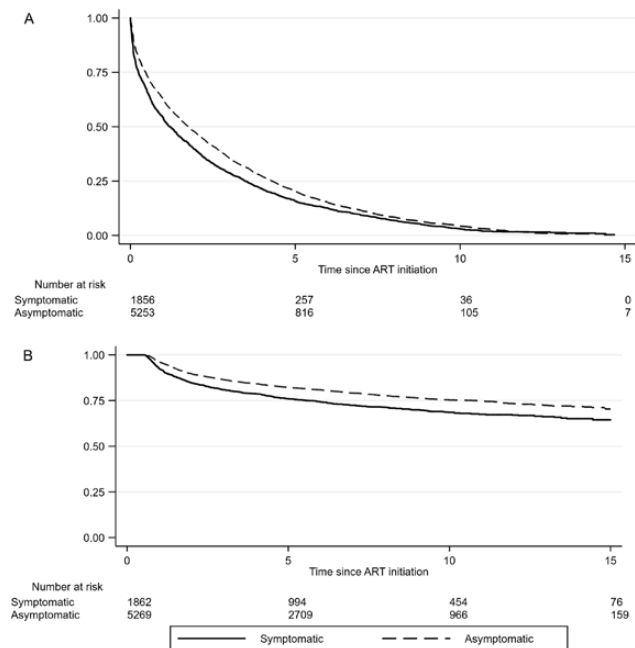 A
1.00
0.75
0.50
0.25
0.00
0 5 10 15
Time since ART initiation
Number at risk
Symptomatic 1856 257 36 0
Asymptomatic 5253 816 105 7
B
1.00
0.75
0.50
0.25
0.00
0 5 10 15
Time since ART initiation
Number at risk
Symptomatic 1862 994 454 76
Asymptomatic 5269 2709 966 159
Symptomatic Asymptomatic